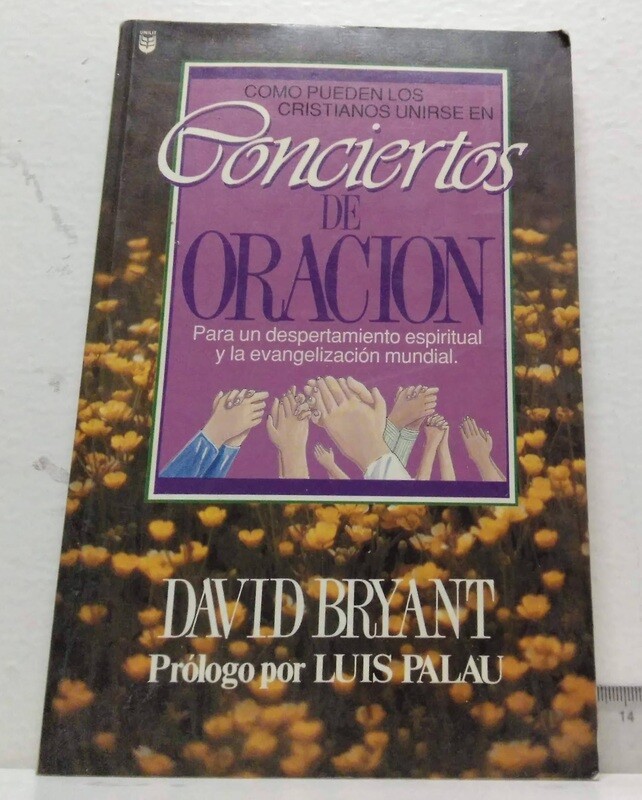 UNILIT
COMO PUEDEN LOS
CRISTIANOS UNIRSE EN
Conciertos
DE
ORACION
Para un despertamiento espiritual
y la evangelización mundial.
DAVID BRYANT
Prólogo por LUIS PALAU
14